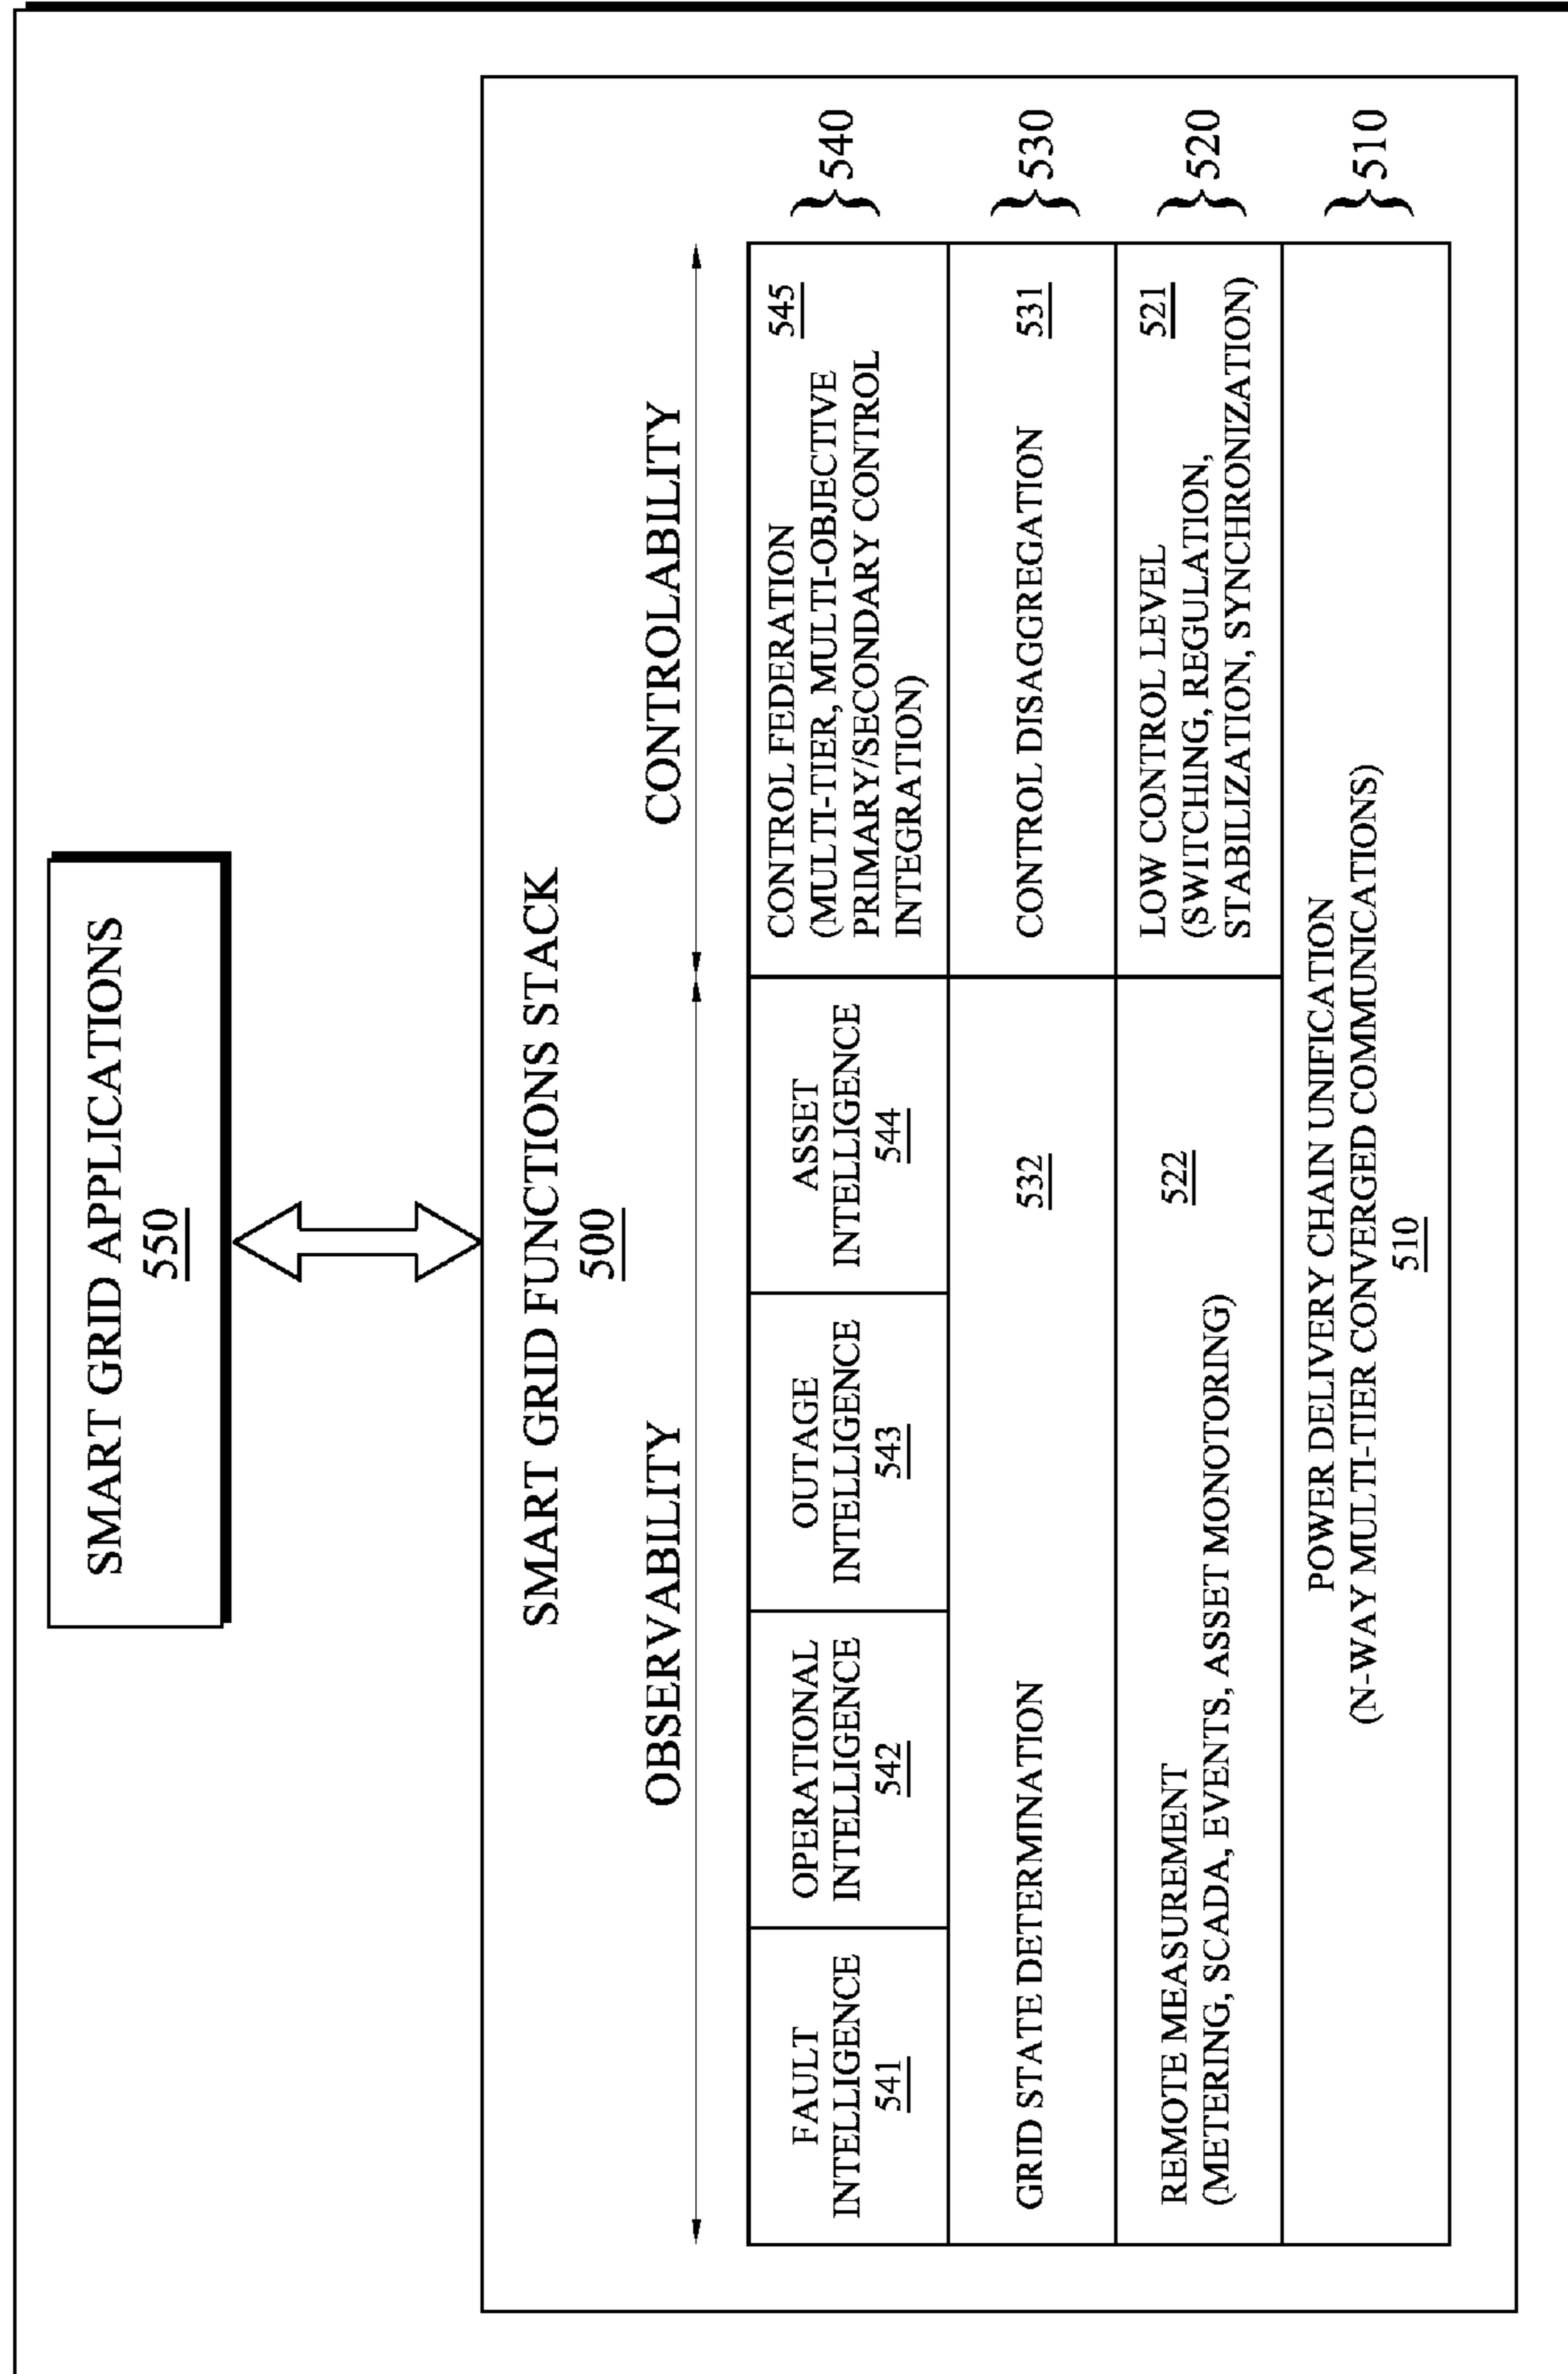 SMART GRID APPLICATIONS
550
SMART GRID FUNCTIONS STACK
500
OBSERVABILITY
CONTROLABILITY
FAULT
INTELLIGENCE
541
OPERATIONAL
INTELLIGENCE
542
OUTAGE
INTELLIGENCE
543
ASSET
INTELLIGENCE
544
CONTROL FEDERATION
(MULTI-TIER, MULTI-OBJECTIVE
PRIMARY/SECONDARY CONTROL
INTEGRATION)
545
}540
GRID STATE DETERMINATION
532
CONTROL DISAGGREGATION
531
}530
REMOTE MEASUREMENT
(METERING, SCADA, EVENTS, ASSET MONOTORING)
522
LOW CONTROL LEVEL
(SWITCHING, REGULATION,
STABILIZATION, SYNCHRONIZATION)
521
}520
POWER DELIVERY CHAIN UNIFICATION
(N-WAY MULTI-TIER CONVERGED COMMUNICATIONS)
510
}510